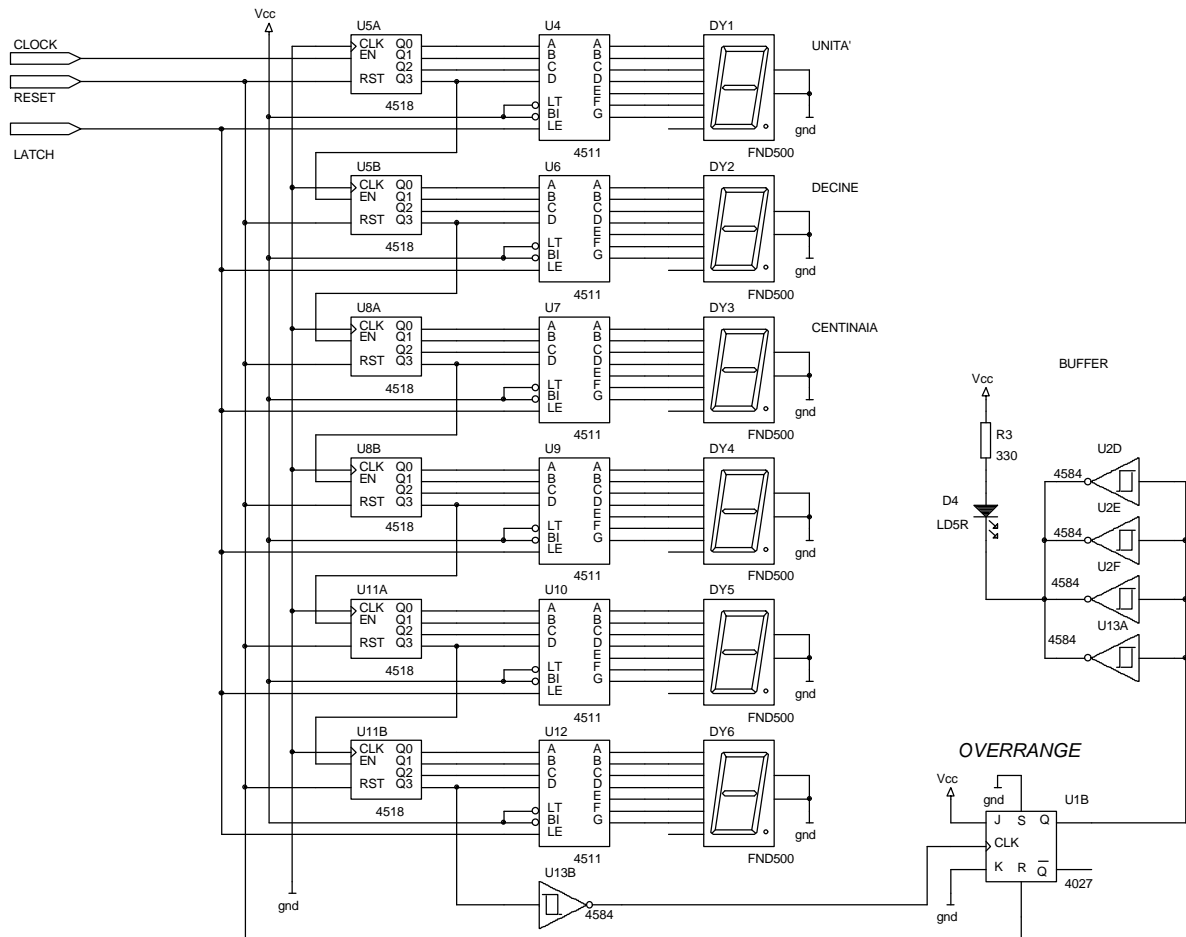 Vcc
U5A
U4
DY1
CLOCK
CLK Q0
EN Q1
Q2
RST Q3
A A
B B
C C
D D
E
LT F
BI G
LE
UNITA'
RESET
4518
gnd
LATCH
4511
FND500
U5B
U6
DY2
CLK Q0
EN Q1
Q2
RST Q3
A A
B B
C C
D D
E
LT F
BI G
LE
DECINE
4518
gnd
4511
FND500
U8A
U7
DY3
CLK Q0
EN Q1
Q2
RST Q3
A A
B B
C C
D D
E
LT F
BI G
LE
CENTINAIA
4518
gnd
4511
FND500
BUFFER
Vcc
R3
330
U8B
U9
DY4
CLK Q0
EN Q1
Q2
RST Q3
A A
B B
C C
D D
E
LT F
BI G
LE
4518
gnd
4511
FND500
U2D
4584
D4
LD5R
U2E
4584
U2F
4584
U13A
4584
U11A
U10
DY5
CLK Q0
EN Q1
Q2
RST Q3
A A
B B
C C
D D
E
LT F
BI G
LE
4518
gnd
4511
FND500
U11B
U12
DY6
CLK Q0
EN Q1
Q2
RST Q3
A A
B B
C C
D D
E
LT F
BI G
LE
4518
gnd
4511
FND500
OVERRANGE
Vcc
gnd
U1B
J S Q
CLK
K R Q
4027
gnd
U13B
4584
gnd